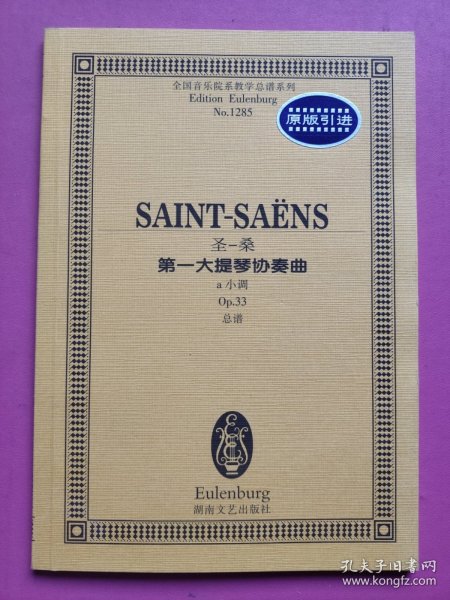 全国音乐院系教学总谱系列
Edition Eulenburg
No.1285
原版引进
SAINT-SAËNS
圣-桑
第一大提琴协奏曲
a 小调
Op.33
总谱
Eulenburg
湖南文艺出版社
孔夫子旧书网
www.kongfz.com